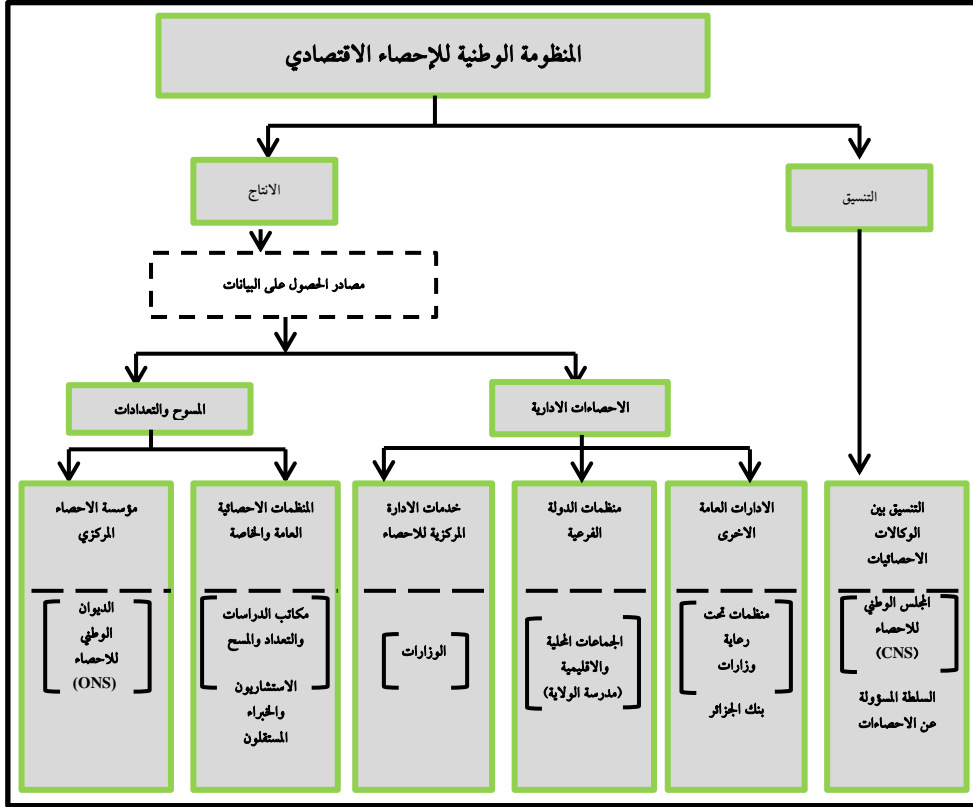 المنظومة الوطنية للإحصاء الاقتصادي
التنسيق
الانتاج
مصادر الحصول على البيانات
الاحصاءات الادارية
المسوح والتعدادات
التنسيق بين
الوكالات
الاحصائيات
المجلس الوطني
للاحصاء
(CNS)
السلطة المسؤولة
عن الاحصاءات
الادارات العامة
الاخرى
منظمات تحت
رعاية
وزارات
بنك الجزائر
منظمات الدولة
الفرعية
الجماعات المحلية
والاقليمية
(مدرسة الولاية)
خدمات الادارة
المركزية للاحصاء
الوزارات
المنظمات الاحصائية
العامة والخاصة
مكاتب الدراسات
والتعداد والمسح
الاستشاريون
والخبراء
المستقلون
مؤسسة الاحصاء
المركزي
الديوان
الوطني
للاحصاء
(ONS)